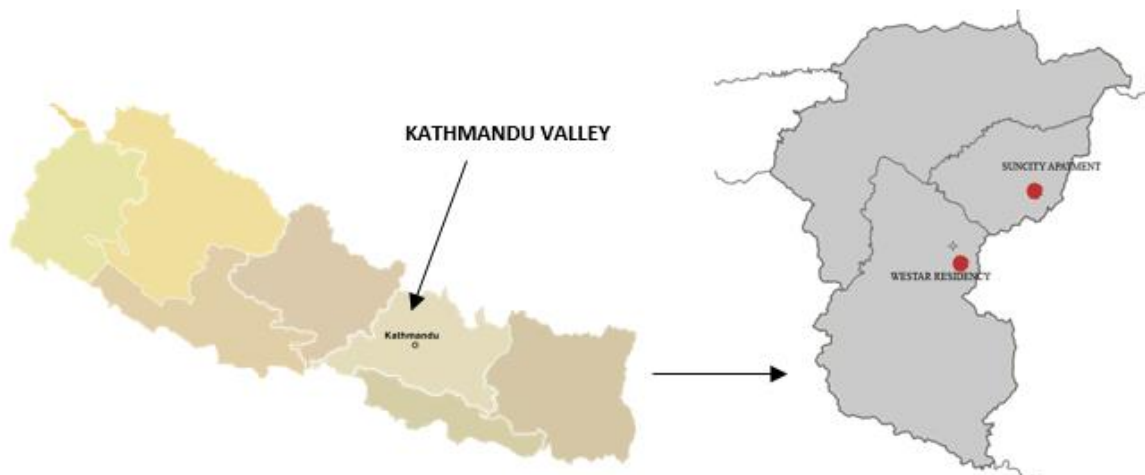 KATHMANDU VALLEY
Kathmandu
SUNCITY APATMENT
WESTAR RESIDENCY